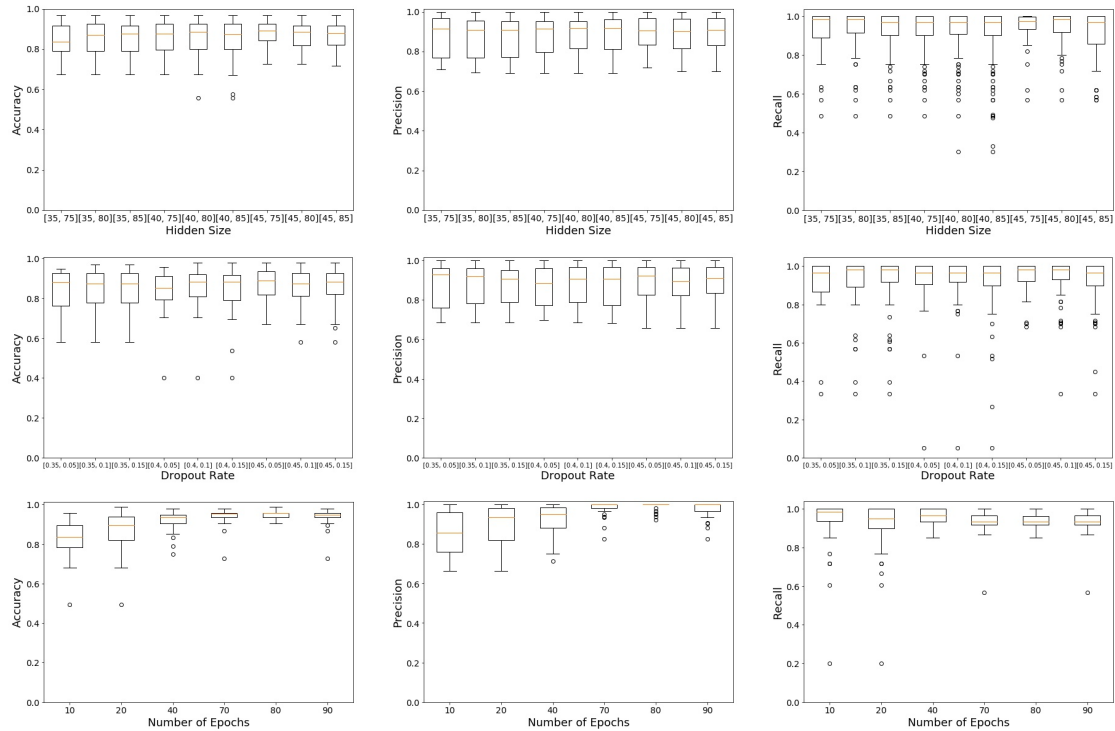 1.0
0.8
0.6
0.4
0.2
0.0
Accuracy
[35, 75][35, 80][35, 85][40, 75][40, 80][40, 85][45, 75][45, 80][45, 85]
Hidden Size
1.0
0.8
0.6
0.4
0.2
0.0
Precision
[35, 75][35, 80][35, 85][40, 75][40, 80][40, 85][45, 75][45, 80][45, 85]
Hidden Size
1.0
0.8
0.6
0.4
0.2
0.0
Recall
[35, 75][35, 80][35, 85][40, 75][40, 80][40, 85][45, 75][45, 80][45, 85]
Hidden Size
1.0
0.8
0.6
0.4
0.2
0.0
Accuracy
[0.35, 0.05][0.35, 0.1][0.35, 0.15][0.4, 0.05] [0.4, 0.1] [0.4, 0.15][0.45, 0.05][0.45, 0.1][0.45, 0.15]
Dropout Rate
1.0
0.8
0.6
0.4
0.2
0.0
Precision
[0.35, 0.05][0.35, 0.1][0.35, 0.15][0.4, 0.05] [0.4, 0.1] [0.4, 0.15][0.45, 0.05][0.45, 0.1][0.45, 0.15]
Dropout Rate
1.0
0.8
0.6
0.4
0.2
0.0
Recall
[0.35, 0.05][0.35, 0.1][0.35, 0.15][0.4, 0.05] [0.4, 0.1] [0.4, 0.15][0.45, 0.05][0.45, 0.1][0.45, 0.15]
Dropout Rate
1.0
0.8
0.6
0.4
0.2
0.0
Accuracy
10 20 40 70 80 90
Number of Epochs
1.0
0.8
0.6
0.4
0.2
0.0
Precision
10 20 40 70 80 90
Number of Epochs
1.0
0.8
0.6
0.4
0.2
0.0
Recall
10 20 40 70 80 90
Number of Epochs